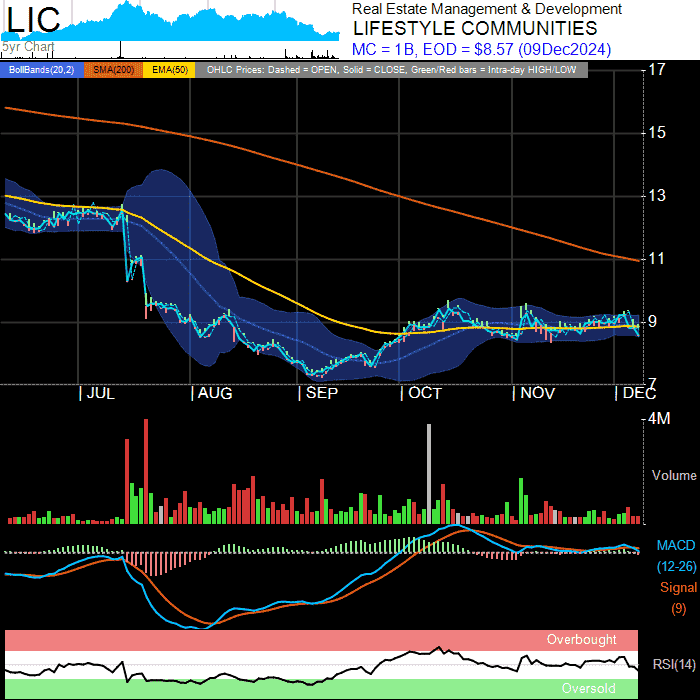 LIC
Real Estate Management & Development
LIFESTYLE COMMUNITIES
MC = 1B, EOD = $8.57 (09Dec2024)
5yr Chart
BollBands(20,2) SMA(200) EMA(50) OHLC Prices: Dashed = OPEN, Solid = CLOSE, Green/Red bars = Intra-day HIGH/LOW
17
15
13
11
9
7
JUL AUG SEP OCT NOV DEC
4M
Volume
MACD
(12-26)
Signal
(9)
Overbought
RSI(14)
Oversold